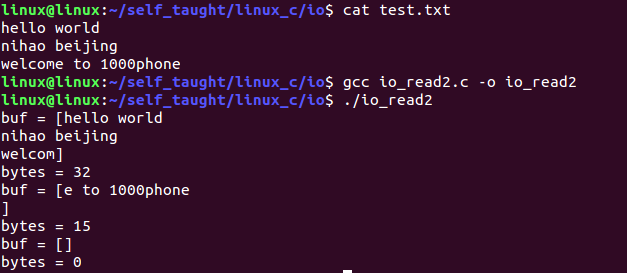 linux@linux:~/self_taught/linux_c/io$ cat test.txt
hello world
nihao beijing
welcome to 1000phone
linux@linux:~/self_taught/linux_c/io$ gcc io_read2.c -o io_read2
linux@linux:~/self_taught/linux_c/io$ ./io_read2
buf = [hello world
nihao beijing
welcom]
bytes = 32
buf = [e to 1000phone
]
bytes = 15
buf = []
bytes = 0